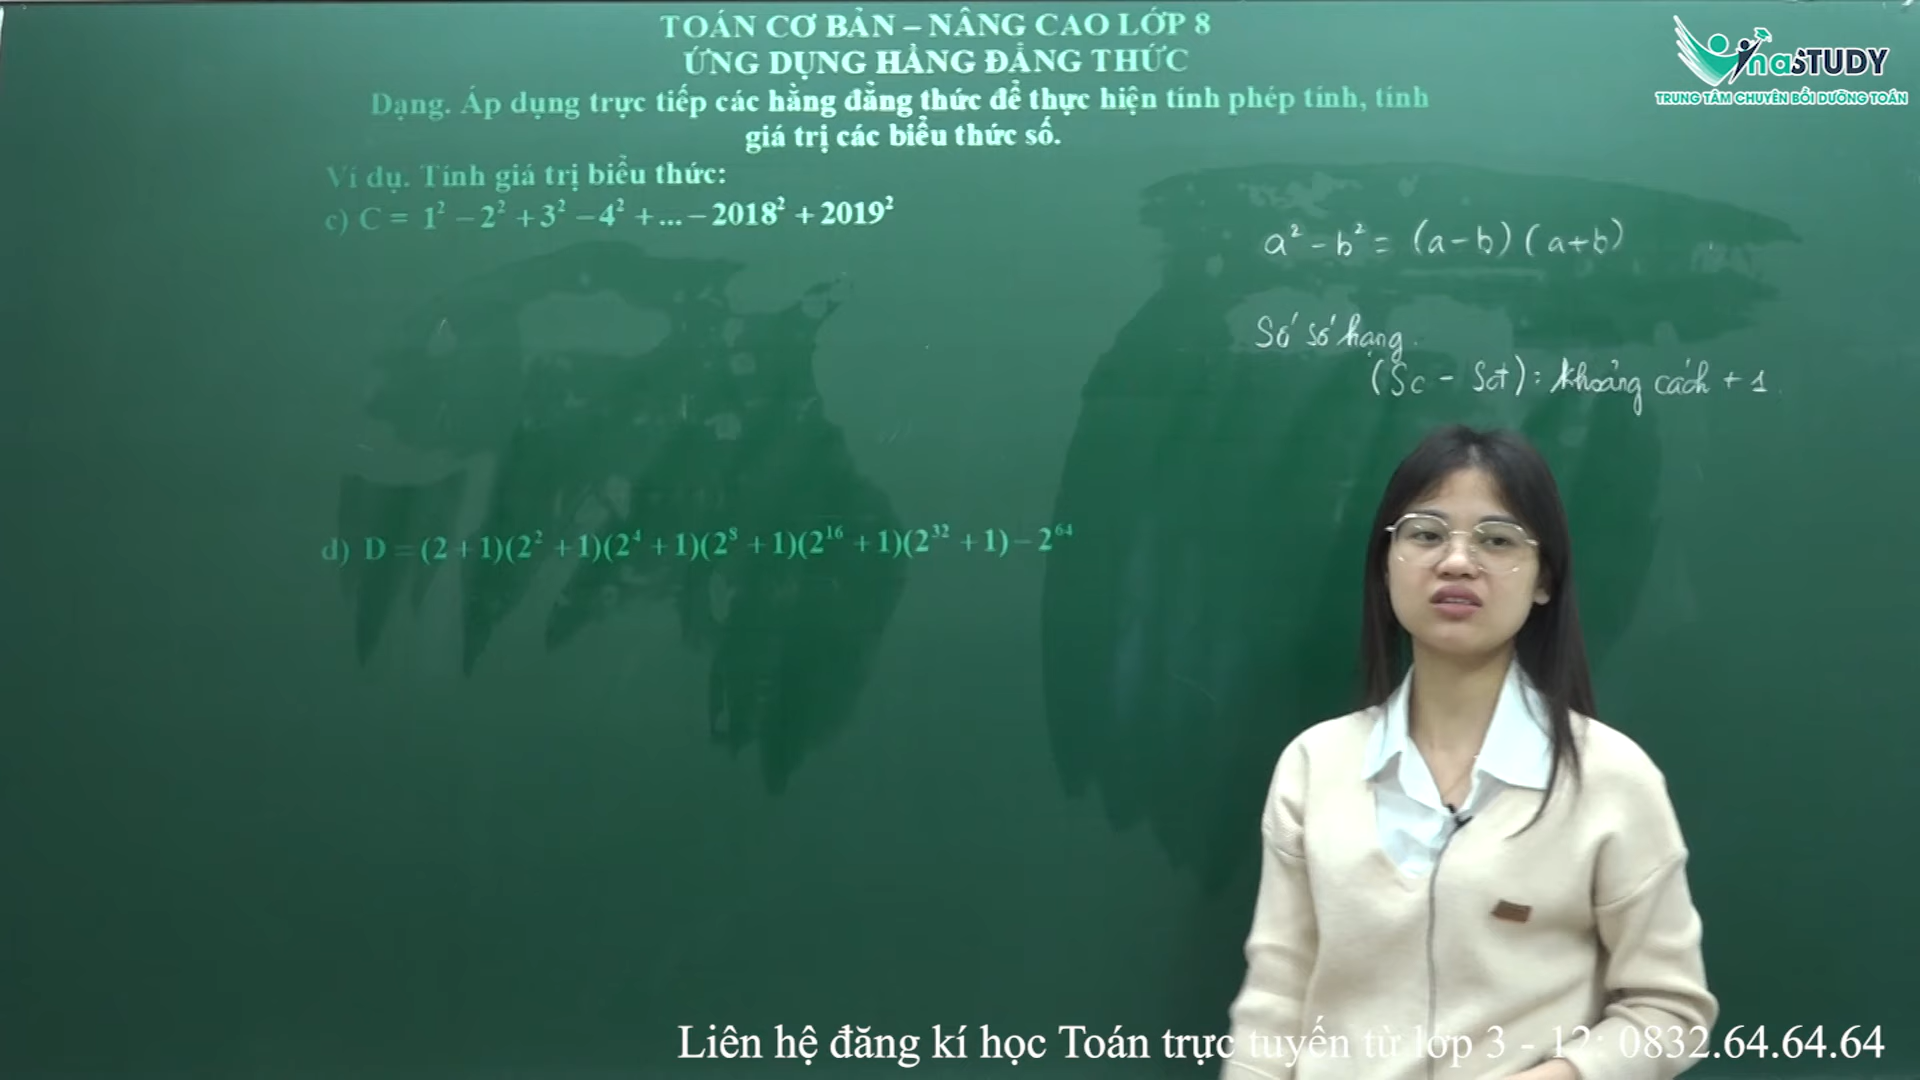 TOÁN CƠ BẢN – NÂNG CAO LỚP 8
ỨNG DỤNG HẰNG ĐẲNG THỨC
Dạng. Áp dụng trực tiếp các hằng đẳng thức để thực hiện tính phép tính, tính
giá trị các biểu thức số.
Ví dụ. Tính giá trị biểu thức:
c) C = 1² − 2² + 3² − 4² + ... − 2018² + 2019²
d) D = (2 + 1)(2² + 1)(2⁴ + 1)(2⁸ + 1)(2¹⁶ + 1)(2³² + 1) − 2⁶⁴
a² − b² = (a − b) (a + b)
Số số hạng.
(Sc − Sđ) : khoảng cách + 1
naSTUDY
TRUNG TÂM CHUYÊN BỒI DƯỠNG TOÁN
Liên hệ đăng kí học Toán trực tuyến từ lớp 3 - 12: 0832.64.64.64